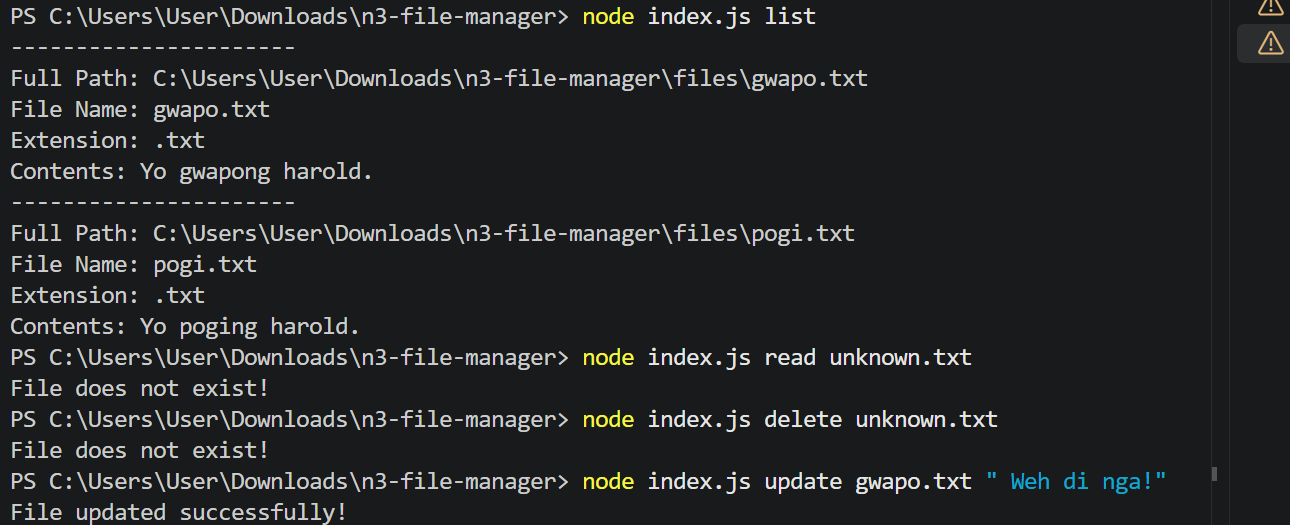 PS C:\Users\User\Downloads\n3-file-manager> node index.js list
----------------------
Full Path: C:\Users\User\Downloads\n3-file-manager\files\gwapo.txt
File Name: gwapo.txt
Extension: .txt
Contents: Yo gwapong harold.
----------------------
Full Path: C:\Users\User\Downloads\n3-file-manager\files\pogi.txt
File Name: pogi.txt
Extension: .txt
Contents: Yo poging harold.
PS C:\Users\User\Downloads\n3-file-manager> node index.js read unknown.txt
File does not exist!
PS C:\Users\User\Downloads\n3-file-manager> node index.js delete unknown.txt
File does not exist!
PS C:\Users\User\Downloads\n3-file-manager> node index.js update gwapo.txt " Weh di nga!"
File updated successfully!